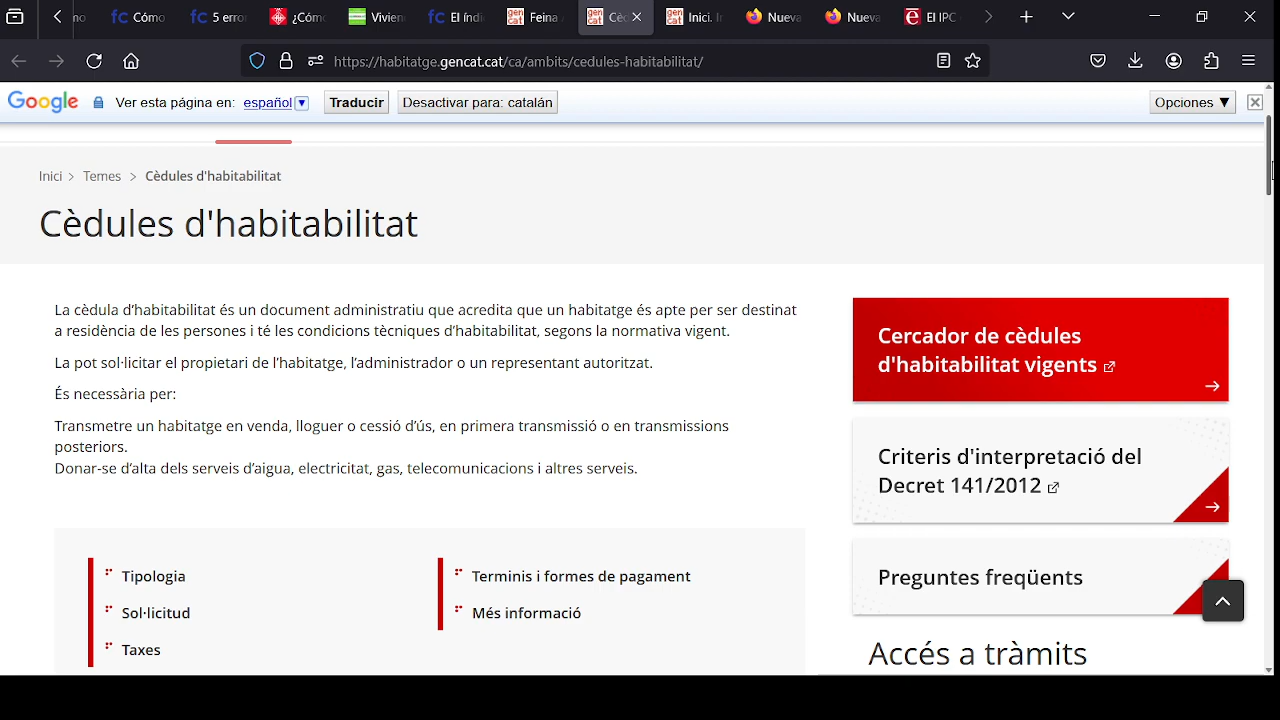 Cómo
5 erro
¿Cóm
Vivien
El índi
Feina
Cè
Inici. I
Nueva
Nueva
El IPC
https://habitatge.gencat.cat/ca/ambits/cedules-habitabilitat/
Google Ver esta página en: español Traducir Desactivar para: catalán Opciones ▼
Inici > Temes > Cèdules d'habitabilitat
Cèdules d'habitabilitat
La cèdula d'habitabilitat és un document administratiu que acredita que un habitatge és apte per ser destinat
a residència de les persones i té les condicions tècniques d'habitabilitat, segons la normativa vigent.
La pot sol·licitar el propietari de l'habitatge, l'administrador o un representant autoritzat.
És necessària per:
Transmetre un habitatge en venda, lloguer o cessió d'ús, en primera transmissió o en transmissions
posteriors.
Donar-se d'alta dels serveis d'aigua, electricitat, gas, telecomunicacions i altres serveis.
Tipologia
Sol·licitud
Taxes
Terminis i formes de pagament
Més informació
Cercador de cèdules
d'habitabilitat vigents
Criteris d'interpretació del
Decret 141/2012
Preguntes freqüents
Accés a tràmits